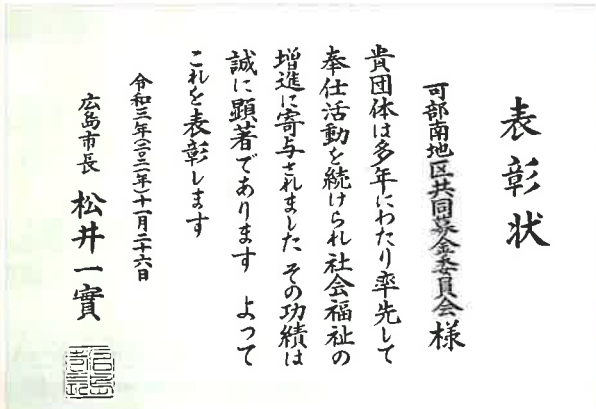 表彰状
可部南地区共同募金委員会様
貴団体は多年にわたり率先して
奉仕活動を続けられ社会福祉の
増進に寄与されました その功績は
誠に顕著であります よって
これを表彰します
令和三年(二〇二一年)十一月二十六日
広島市長 松井一實